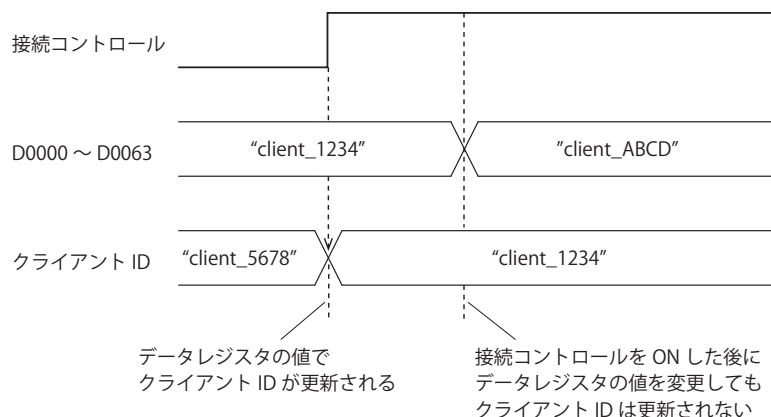 接続コントロール
D0000 ～ D0063
“client_1234”
”client_ABCD”
クライアント ID
“client_5678”
“client_1234”
データレジスタの値で
クライアント ID が更新される
接続コントロールを ON した後に
データレジスタの値を変更しても
クライアント ID は更新されない